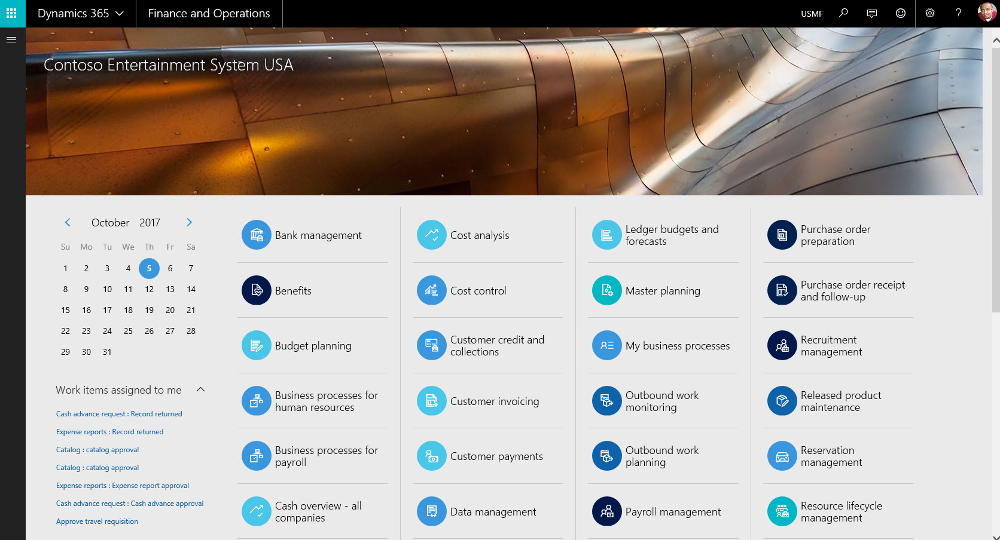 Dynamics 365
Finance and Operations
USMF
?
Contoso Entertainment System USA
October 2017
Su Mo Tu We Th Fr Sa
1 2 3 4 5 6 7
8 9 10 11 12 13 14
15 16 17 18 19 20 21
22 23 24 25 26 27 28
29 30 31
Work items assigned to me
Cash advance request : Record returned
Expense reports : Record returned
Catalog : catalog approval
Catalog : catalog approval
Expense reports : Expense report approval
Cash advance request : Cash advance approval
Approve travel requisition
Bank management
Benefits
Budget planning
Business processes for
human resources
Business processes for
payroll
Cash overview - all
companies
Cost analysis
Cost control
Customer credit and
collections
Customer invoicing
Customer payments
Data management
Ledger budgets and
forecasts
Master planning
My business processes
Outbound work
monitoring
Outbound work
planning
Payroll management
Purchase order
preparation
Purchase order receipt
and follow-up
Recruitment
management
Released product
maintenance
Reservation
management
Resource lifecycle
management